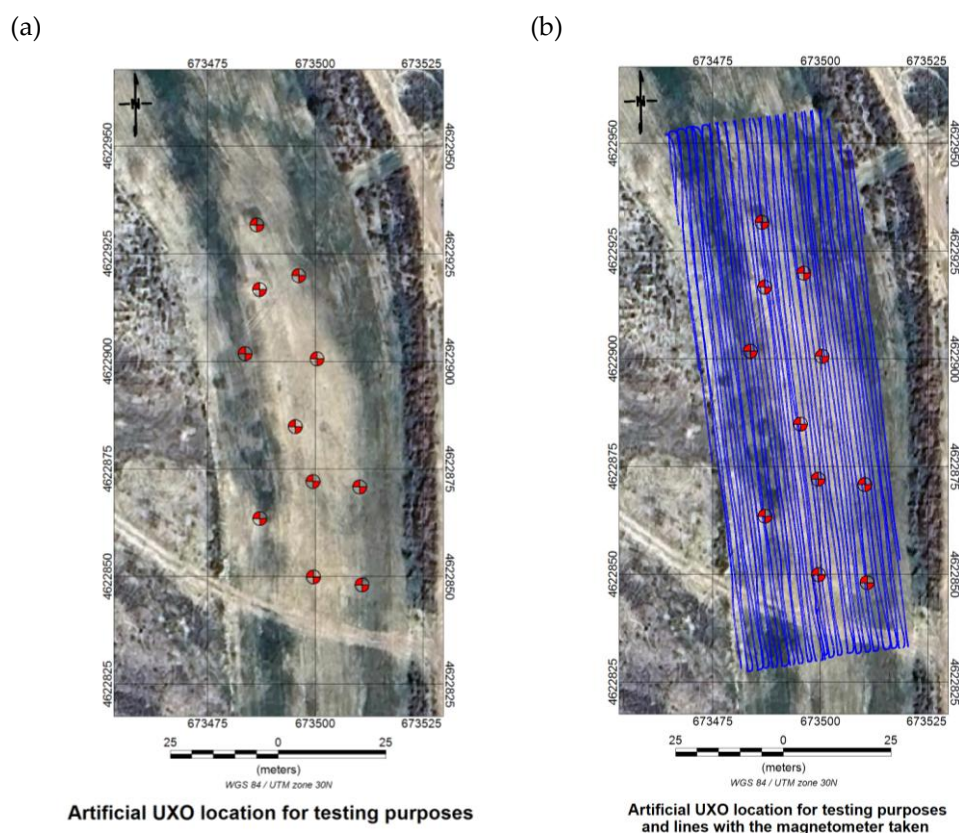 (a)
(b)
673475 673500 673525
673475 673500 673525
N
N
4622950 4622950
4622950 4622950
4622925 4622925
4622925 4622925
4622900 4622900
4622900 4622900
4622875 4622875
4622875 4622875
4622850 4622850
4622850 4622850
4622825 4622825
4622825 4622825
673475 673500 673525
673475 673500 673525
25 0 25
(meters)
WGS 84 / UTM zone 30N
Artificial UXO location for testing purposes
25 0 25
(meters)
WGS 84 / UTM zone 30N
Artificial UXO location for testing purposes
and lines with the magnetometer taken